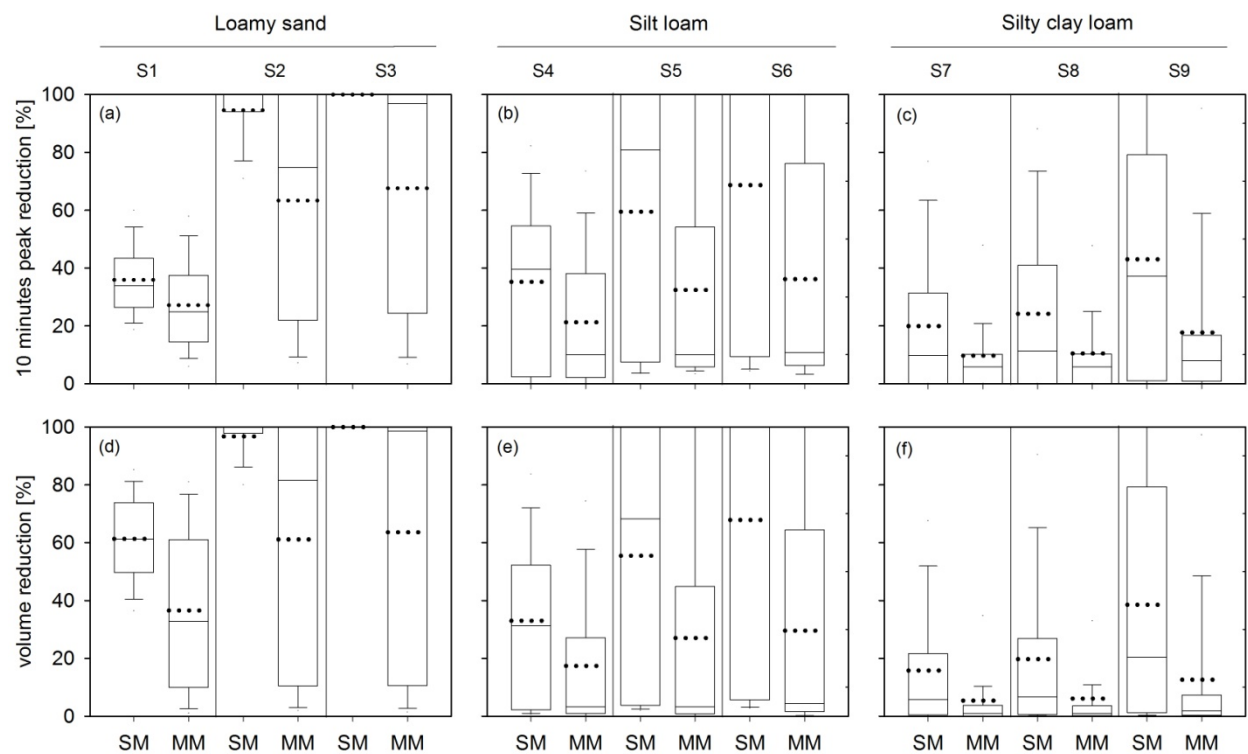 Loamy sand Silt loam Silty clay loam
S1 S2 S3 S4 S5 S6 S7 S8 S9
10 minutes peak reduction [%]
100
80
60
40
20
0
(a) (b) (c)
volume reduction [%]
100
80
60
40
20
0
(d) (e) (f)
SM MM SM MM SM MM SM MM SM MM SM MM SM MM SM MM SM MM